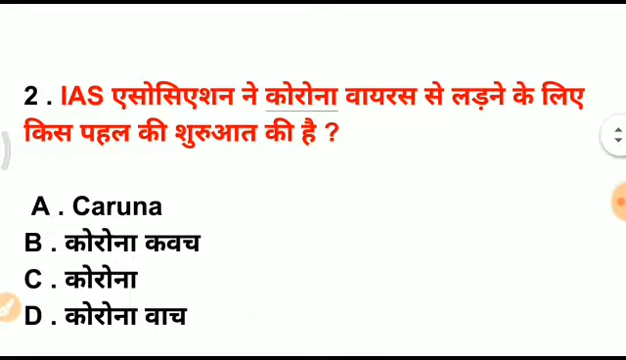 2 . IAS एसोसिएशन ने कोरोना वायरस से लड़ने के लिए
किस पहल की शुरुआत की है ?
A . Caruna
B . कोरोना कवच
C . कोरोना
D . कोरोना वाच